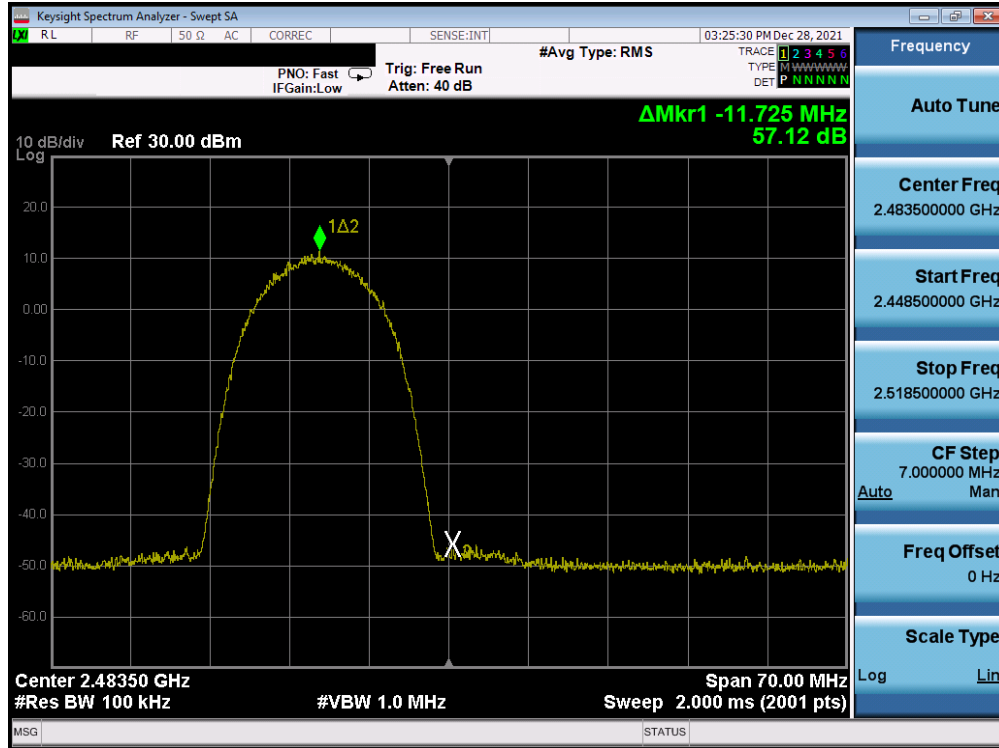 Keysight Spectrum Analyzer - Swept SA
LXI RL RF 50 Ω AC CORREC SENSE:INT 03:25:30 PM Dec 28, 2021
#Avg Type: RMS TRACE 1 2 3 4 5 6
PNO: Fast Trig: Free Run TYPE M WWWWW
IFGain:Low Atten: 40 dB DET P N N N N N
ΔMkr1 -11.725 MHz
57.12 dB
10 dB/div Ref 30.00 dBm
Log
20.0
1Δ2
10.0
0.00
-10.0
-20.0
-30.0
-40.0
-50.0
-60.0
Center 2.48350 GHz Span 70.00 MHz
#Res BW 100 kHz #VBW 1.0 MHz Sweep 2.000 ms (2001 pts)
MSG STATUS
Frequency
Auto Tune
Center Freq
2.483500000 GHz
Start Freq
2.448500000 GHz
Stop Freq
2.518500000 GHz
CF Step
7.000000 MHz
Auto Man
Freq Offset
0 Hz
Scale Type
Log Lin